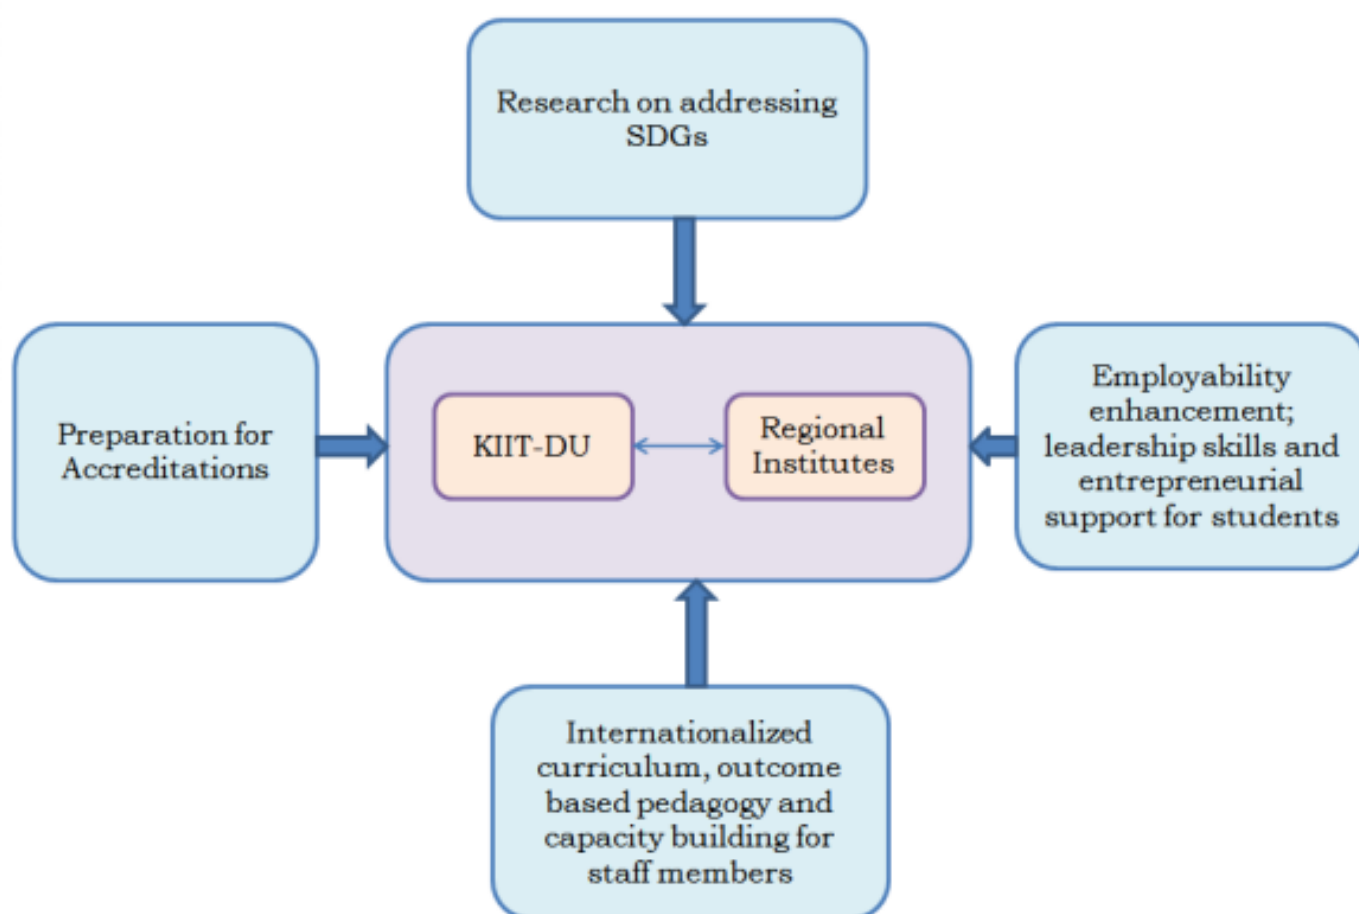 Research on addressing
SDGs
Preparation for
Accreditations
KIIT-DU
Regional
Institutes
Employability
enhancement;
leadership skills and
entrepreneurial
support for students
Internationalized
curriculum, outcome
based pedagogy and
capacity building for
staff members